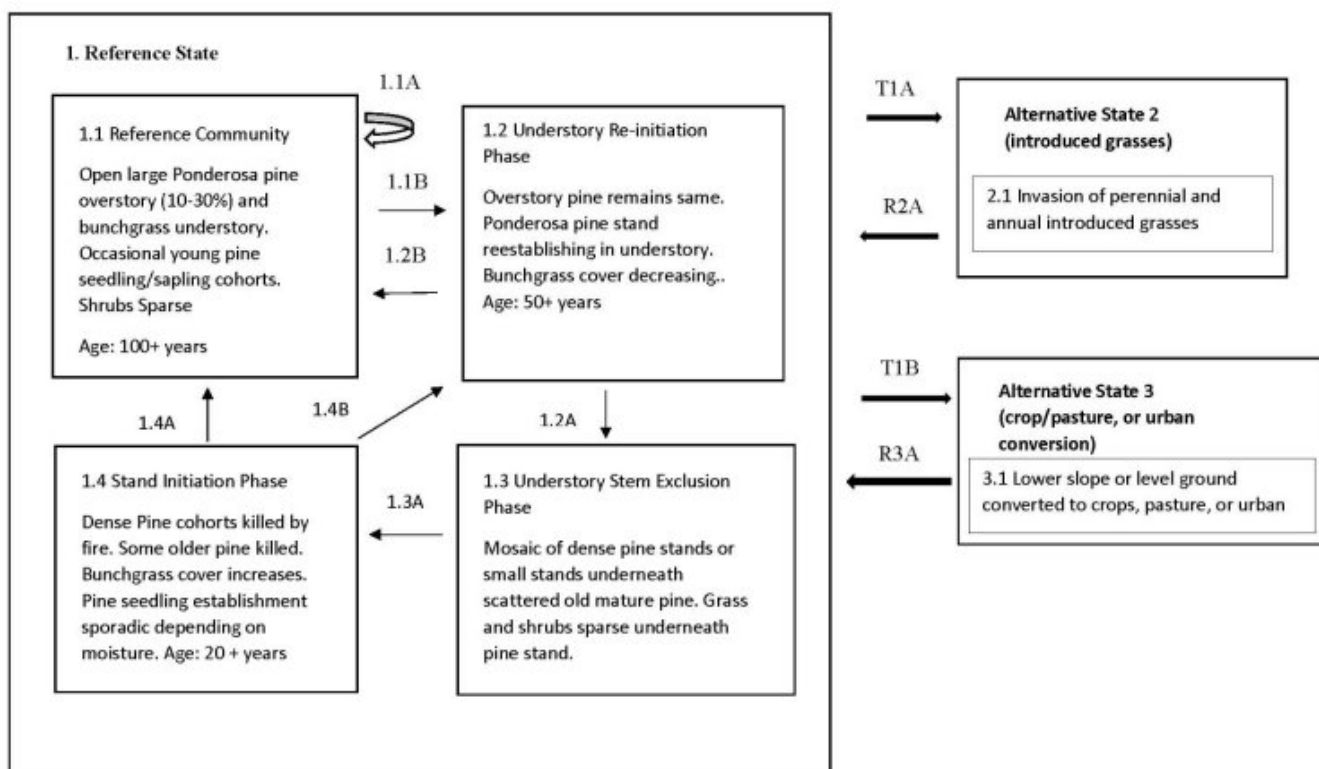 1. Reference State
1.1A
1.1 Reference Community
Open large Ponderosa pine
overstory (10-30%) and
bunchgrass understory.
Occasional young pine
seedling/sapling cohorts.
Shrubs Sparse
Age: 100+ years
1.1B
1.2B
1.2 Understory Re-initiation
Phase
Overstory pine remains same.
Ponderosa pine stand
reestablishing in understory.
Bunchgrass cover decreasing..
Age: 50+ years
1.4A
1.4B
1.2A
1.4 Stand Initiation Phase
Dense Pine cohorts killed by
fire. Some older pine killed.
Bunchgrass cover increases.
Pine seedling establishment
sporadic depending on
moisture. Age: 20 + years
1.3A
1.3 Understory Stem Exclusion
Phase
Mosaic of dense pine stands or
small stands underneath
scattered old mature pine. Grass
and shrubs sparse underneath
pine stand.
T1A
R2A
Alternative State 2
(introduced grasses)
2.1 Invasion of perennial and
annual introduced grasses
T1B
R3A
Alternative State 3
(crop/pasture, or urban
conversion)
3.1 Lower slope or level ground
converted to crops, pasture, or urban